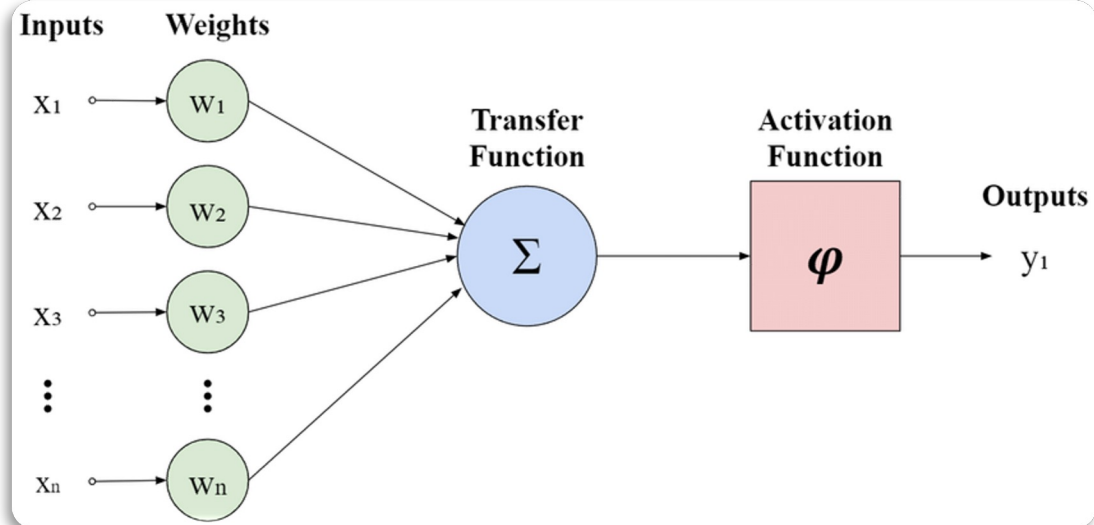 Inputs
Weights
x1
w1
x2
w2
x3
w3
xn
wn
Transfer
Function
Σ
Activation
Function
φ
Outputs
y1